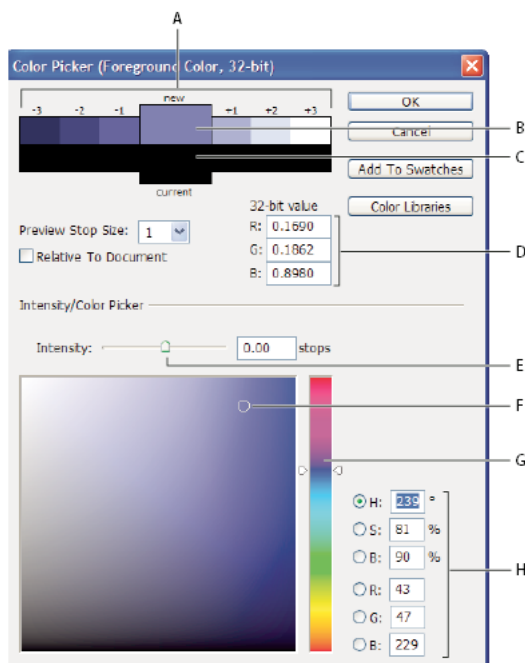 A
Color Picker (Foreground Color, 32-bit)
new
-3 -2 -1 +1 +2 +3
OK
B
Cancel
C
Add To Swatches
current
32-bit value
Color Libraries
Preview Stop Size: 1
R: 0.1690
Relative To Document
G: 0.1862
D
B: 0.8980
Intensity/Color Picker
Intensity: 0.00 stops
E
F
G
H: 239 °
S: 81 %
B: 90 %
H
R: 43
G: 47
B: 229